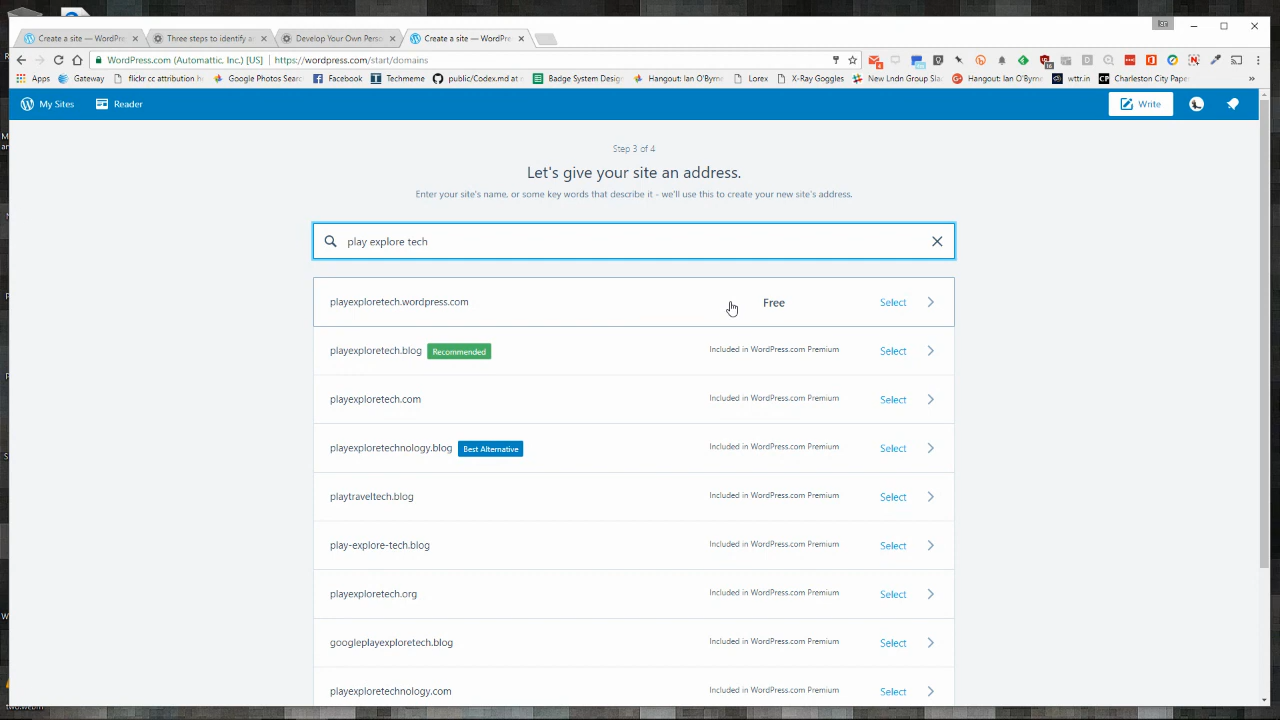 Create a site — WordPre
Three steps to identify a
Develop Your Own Perso
Create a site — WordPre
Ian
WordPress.com (Automattic, Inc.) [US]
https://wordpress.com/start/domains
Apps
Gateway
flickr cc attribution h
Google Photos Searc
Facebook
Techmeme
public/Codex.md at
Badge System Design
Hangout: Ian O'Byrne
Lorex
X-Ray Goggles
New Lndn Group Sla
Hangout: Ian O'Byrn
wttr.in
Charleston City Pape
My Sites
Reader
Write
Step 3 of 4
Let's give your site an address.
Enter your site's name, or some key words that describe it - we'll use this to create your new site's address.
play explore tech
playexploretech.wordpress.com Free Select
playexploretech.blog Recommended Included in WordPress.com Premium Select
playexploretech.com Included in WordPress.com Premium Select
playexploretechnology.blog Best Alternative Included in WordPress.com Premium Select
playtraveltech.blog Included in WordPress.com Premium Select
play-explore-tech.blog Included in WordPress.com Premium Select
playexploretech.org Included in WordPress.com Premium Select
googleplayexploretech.blog Included in WordPress.com Premium Select
playexploretechnology.com Included in WordPress.com Premium Select
two.webm